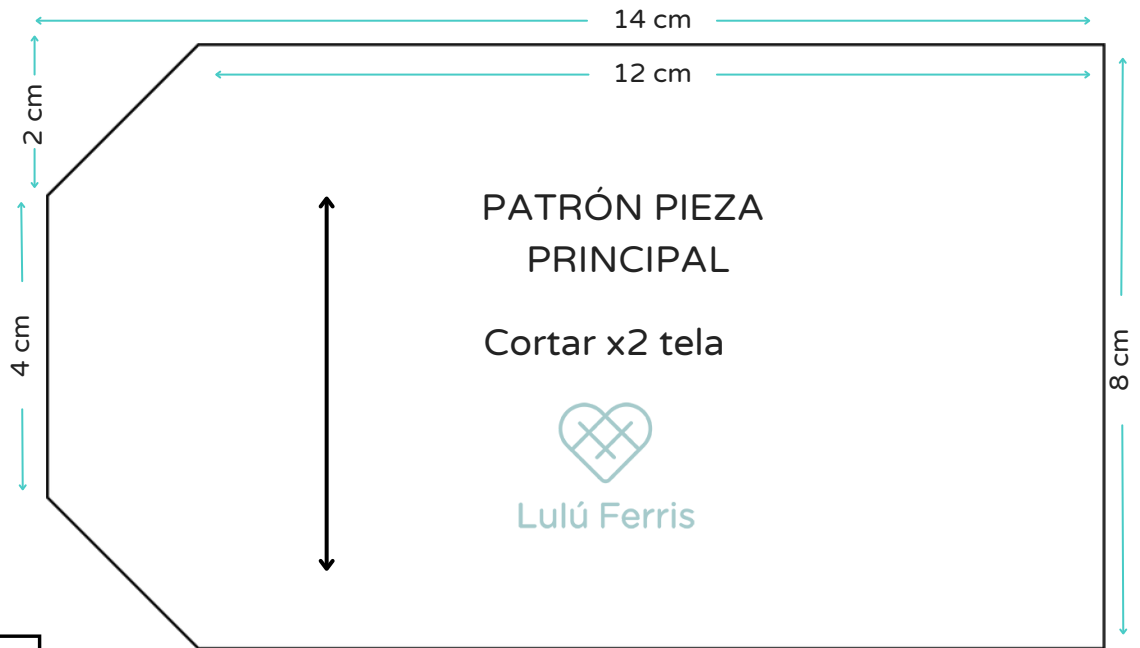 14 cm
12 cm
2 cm
PATRÓN PIEZA
PRINCIPAL
4 cm
Cortar x2 tela
8 cm
Lulú Ferris